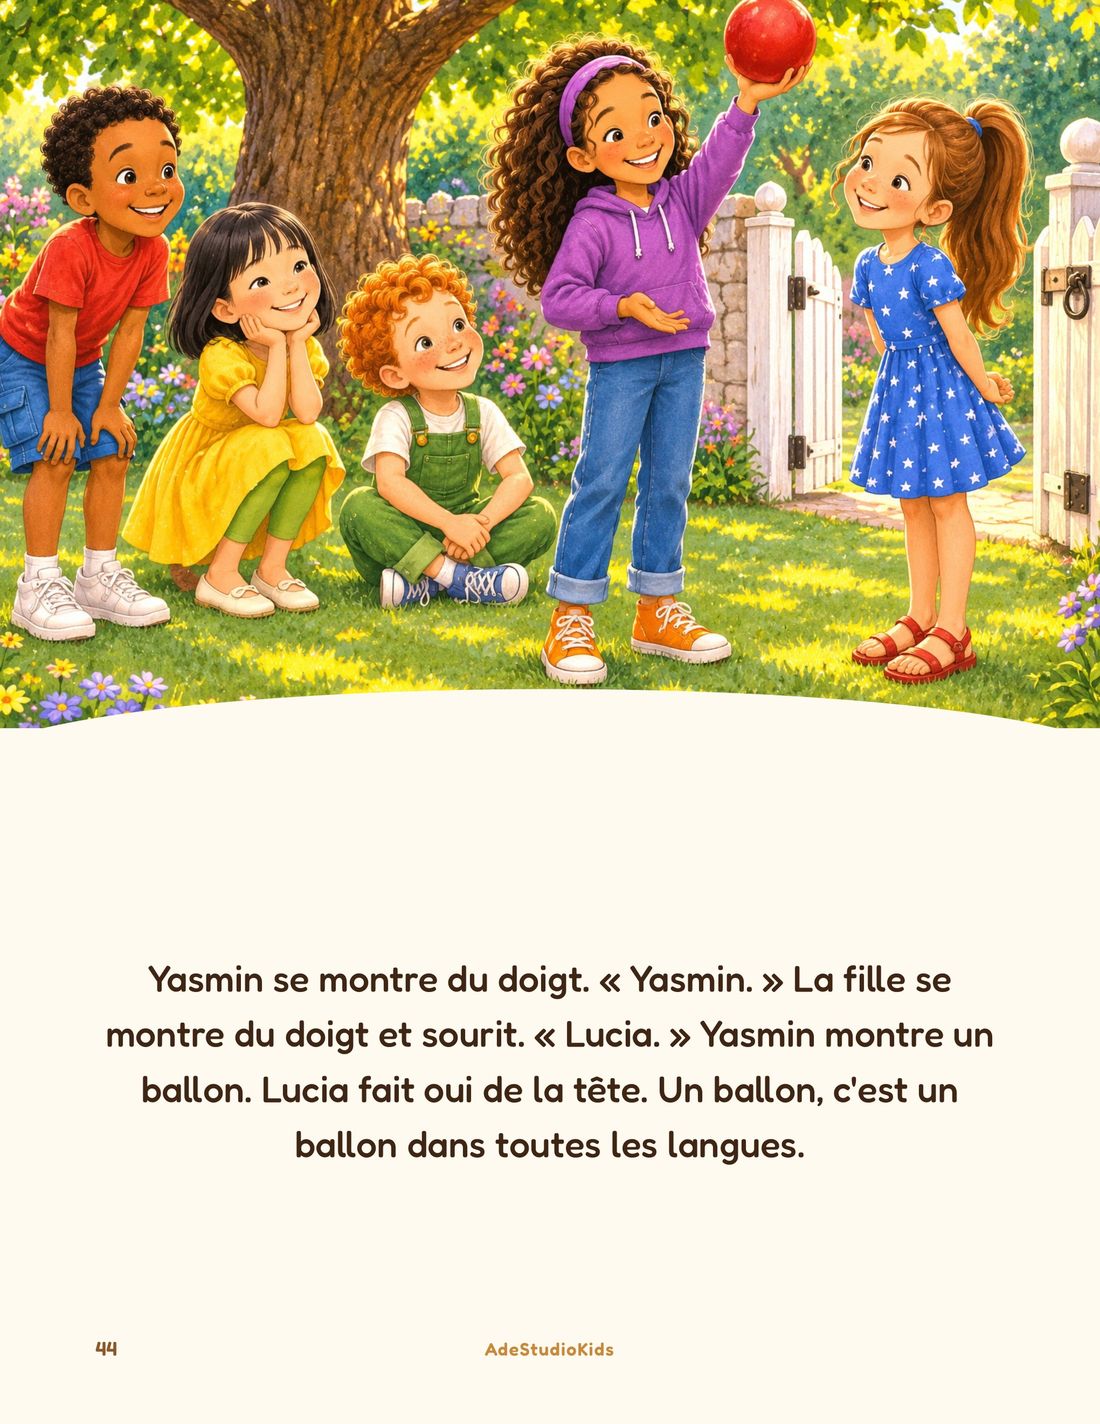 Yasmin se montre du doigt. « Yasmin. » La fille se
montre du doigt et sourit. « Lucia. » Yasmin montre un
ballon. Lucia fait oui de la tête. Un ballon, c'est un
ballon dans toutes les langues.
44
AdeStudioKids